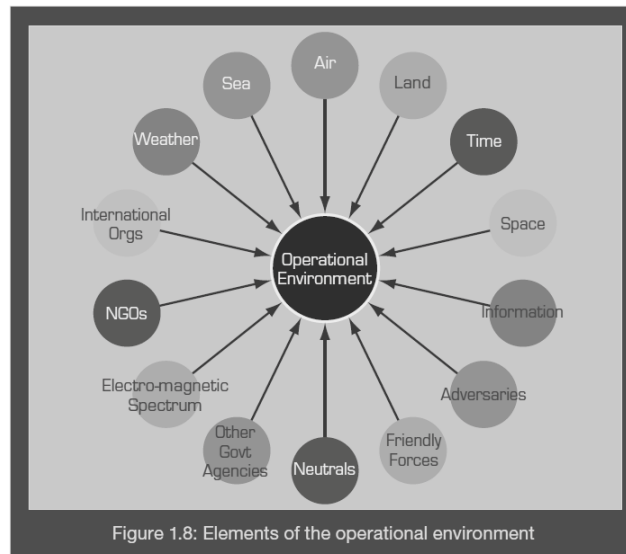 Air
Sea
Land
Weather
Time
International
Orgs
Space
Operational
Environment
NGOs
Information
Electro-magnetic
Spectrum
Adversaries
Other
Govt
Agencies
Friendly
Forces
Neutrals
Figure 1.8: Elements of the operational environment